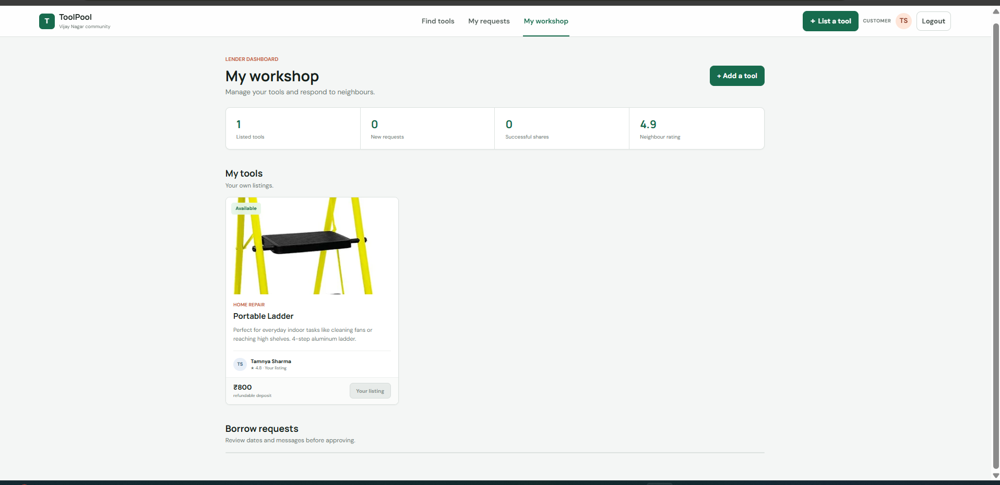 T
ToolPool
Vijay Nagar community
Find tools
My requests
My workshop
+ List a tool
CUSTOMER
TS
Logout
LENDER DASHBOARD
My workshop
Manage your tools and respond to neighbours.
+ Add a tool
1
Listed tools
0
New requests
0
Successful shares
4.9
Neighbour rating
My tools
Your own listings.
Available
HOME REPAIR
Portable Ladder
Perfect for everyday indoor tasks like cleaning fans or
reaching high shelves. 4-step aluminum ladder.
TS
Tamnya Sharma
★ 4.8 · Your listing
₹800
refundable deposit
Your listing
Borrow requests
Review dates and messages before approving.